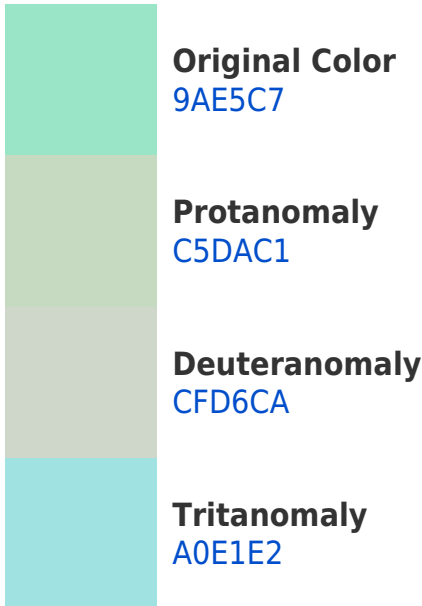 Original Color
9AE5C7
Protanomaly
C5DAC1
Deuteranomaly
CFD6CA
Tritanomaly
A0E1E2